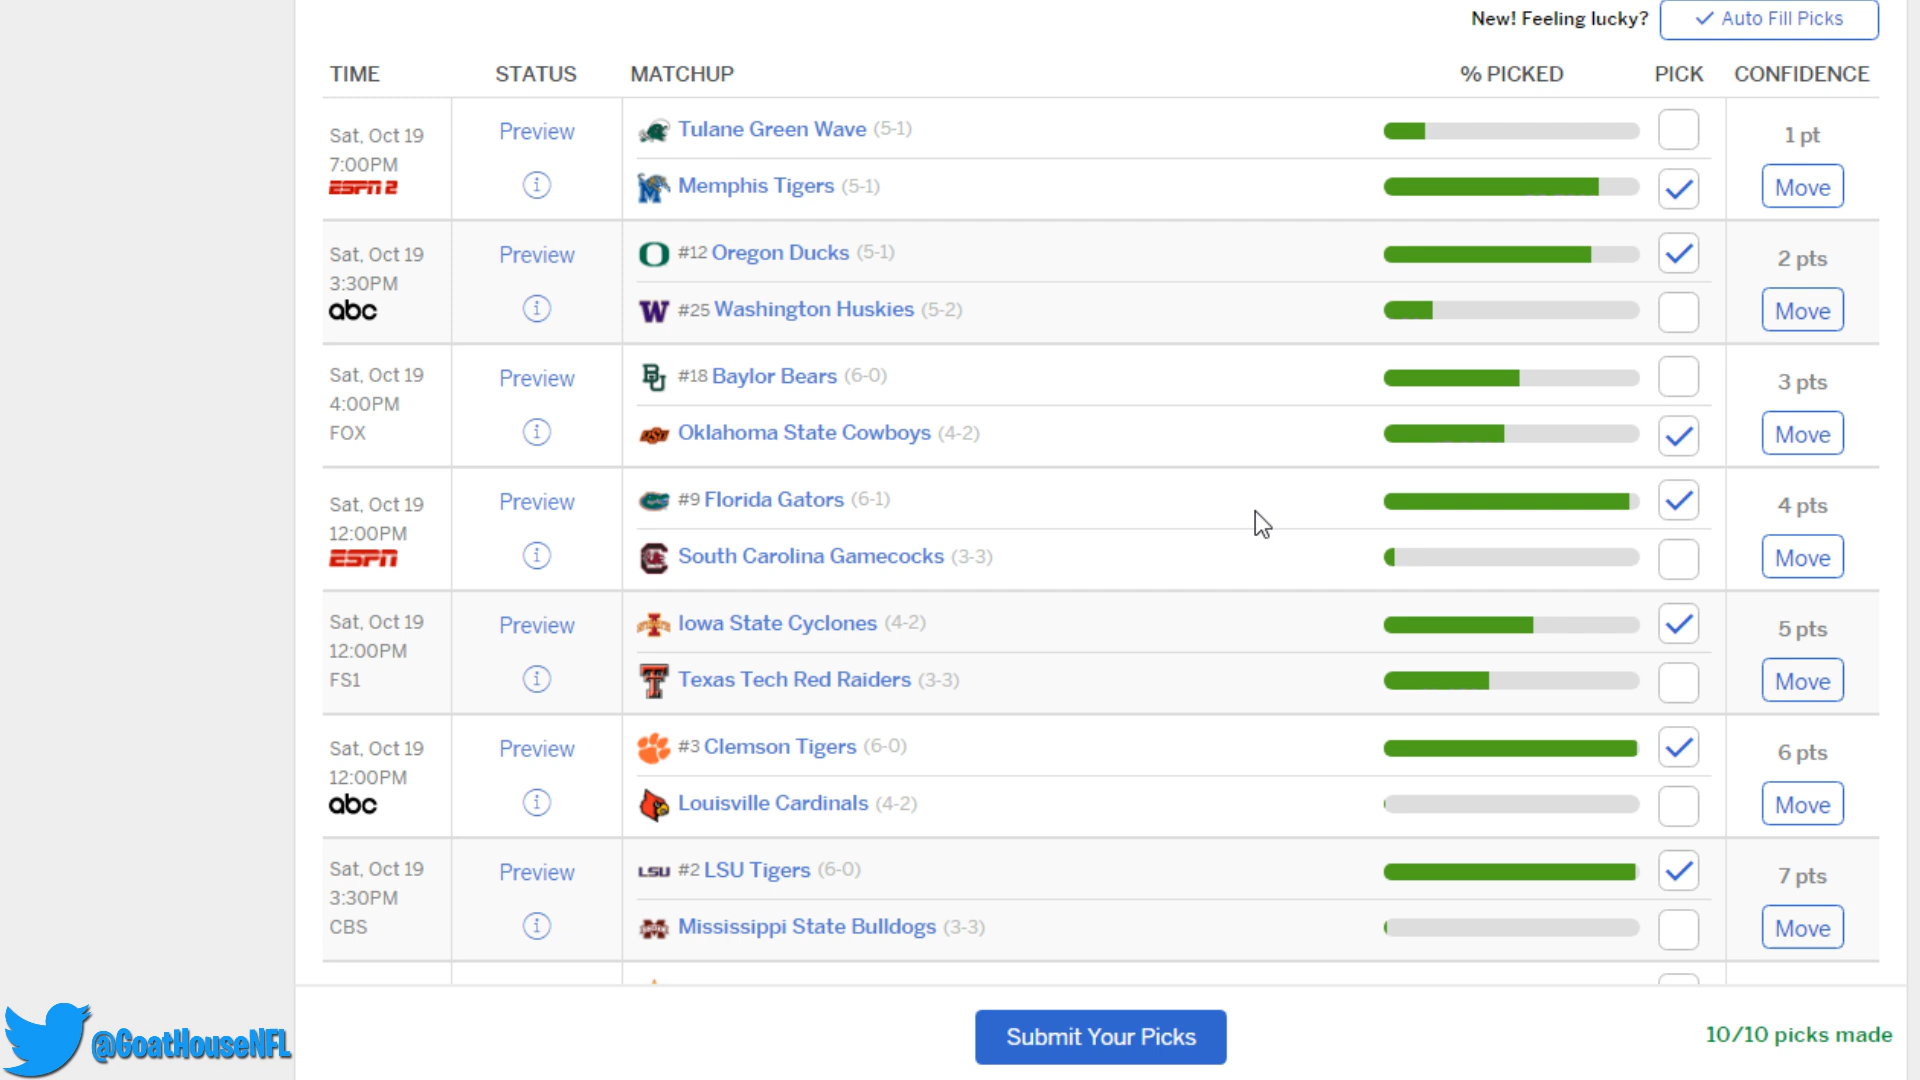 New! Feeling lucky? Auto Fill Picks
TIME STATUS MATCHUP % PICKED PICK CONFIDENCE
Sat, Oct 19
7:00PM
ESPN 2
Preview
Tulane Green Wave (5-1)
Memphis Tigers (5-1)
1 pt
Move
Sat, Oct 19
3:30PM
abc
Preview
#12 Oregon Ducks (5-1)
#25 Washington Huskies (5-2)
2 pts
Move
Sat, Oct 19
4:00PM
FOX
Preview
#18 Baylor Bears (6-0)
Oklahoma State Cowboys (4-2)
3 pts
Move
Sat, Oct 19
12:00PM
ESPN
Preview
#9 Florida Gators (6-1)
South Carolina Gamecocks (3-3)
4 pts
Move
Sat, Oct 19
12:00PM
FS1
Preview
Iowa State Cyclones (4-2)
Texas Tech Red Raiders (3-3)
5 pts
Move
Sat, Oct 19
12:00PM
abc
Preview
#3 Clemson Tigers (6-0)
Louisville Cardinals (4-2)
6 pts
Move
Sat, Oct 19
3:30PM
CBS
Preview
LSU #2 LSU Tigers (6-0)
Mississippi State Bulldogs (3-3)
7 pts
Move
@GoatHouseNFL
Submit Your Picks
10/10 picks made